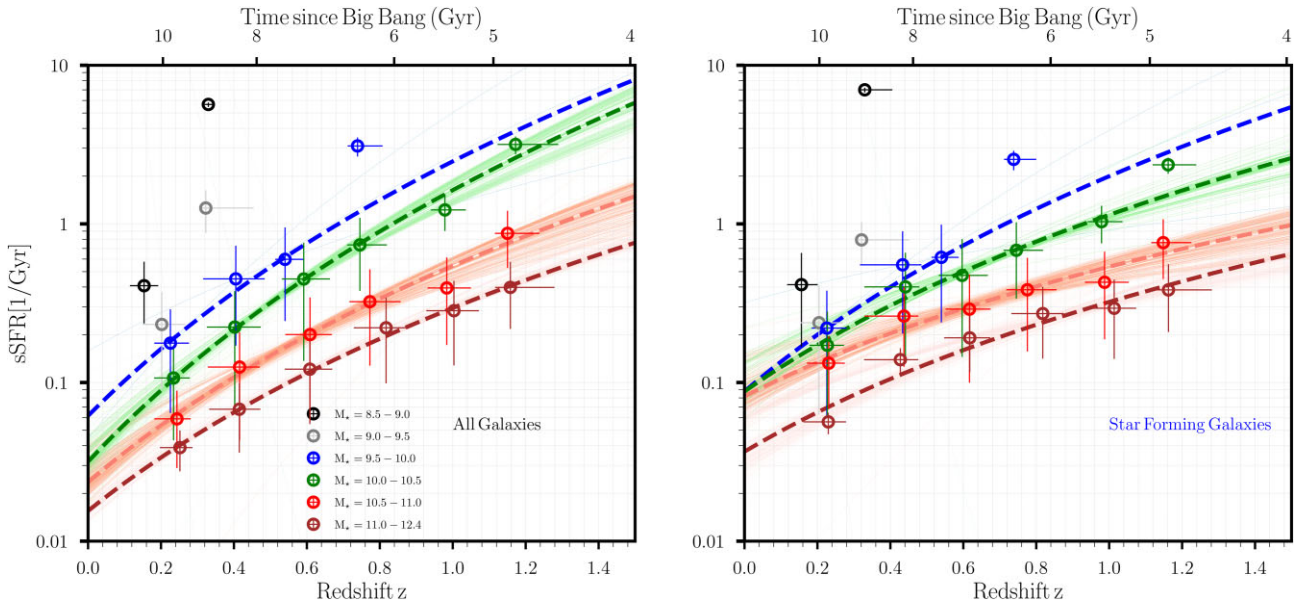 Time since Big Bang (Gyr)
10 8 6 4
10
1
0.1
0.01
sSFR[1/Gyr]
M⋆ = 8.5 − 9.0
M⋆ = 9.0 − 9.5
M⋆ = 9.5 − 10.0
M⋆ = 10.0 − 10.5
M⋆ = 10.5 − 11.0
M⋆ = 11.0 − 12.4
All Galaxies
0.0 0.2 0.4 0.6 0.8 1.0 1.2 1.4
Redshift z
Time since Big Bang (Gyr)
10 8 6 4
10
1
0.1
0.01
Star Forming Galaxies
0.0 0.2 0.4 0.6 0.8 1.0 1.2 1.4
Redshift z